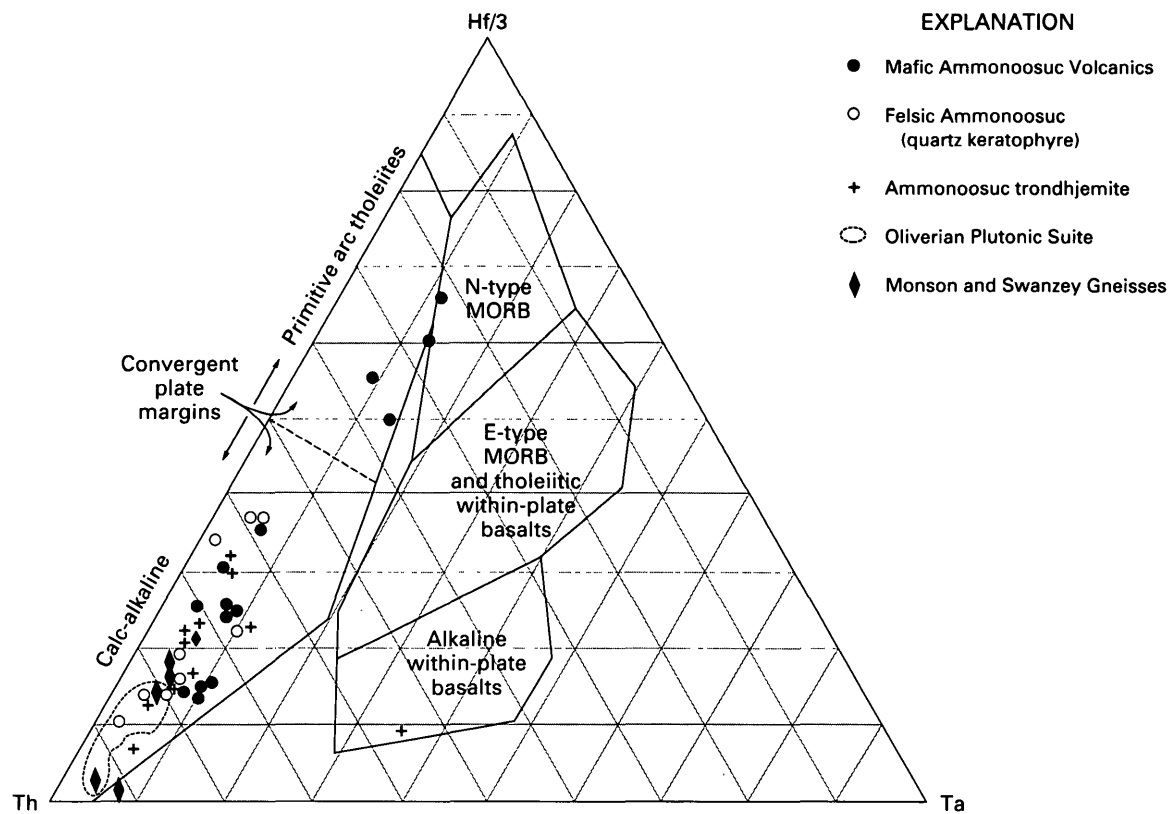 Hf/3
EXPLANATION
Mafic Ammonoosuc Volcanics
Felsic Ammonoosuc
(quartz keratophyre)
Ammonoosuc trondhjemite
Oliverian Plutonic Suite
Monson and Swanzey Gneisses
Primitive arc tholeiites
N-type
MORB
Convergent
plate
margins
E-type
MORB
and tholeiitic
within-plate
basalts
Calc-alkaline
Alkaline
within-plate
basalts
Th
Ta